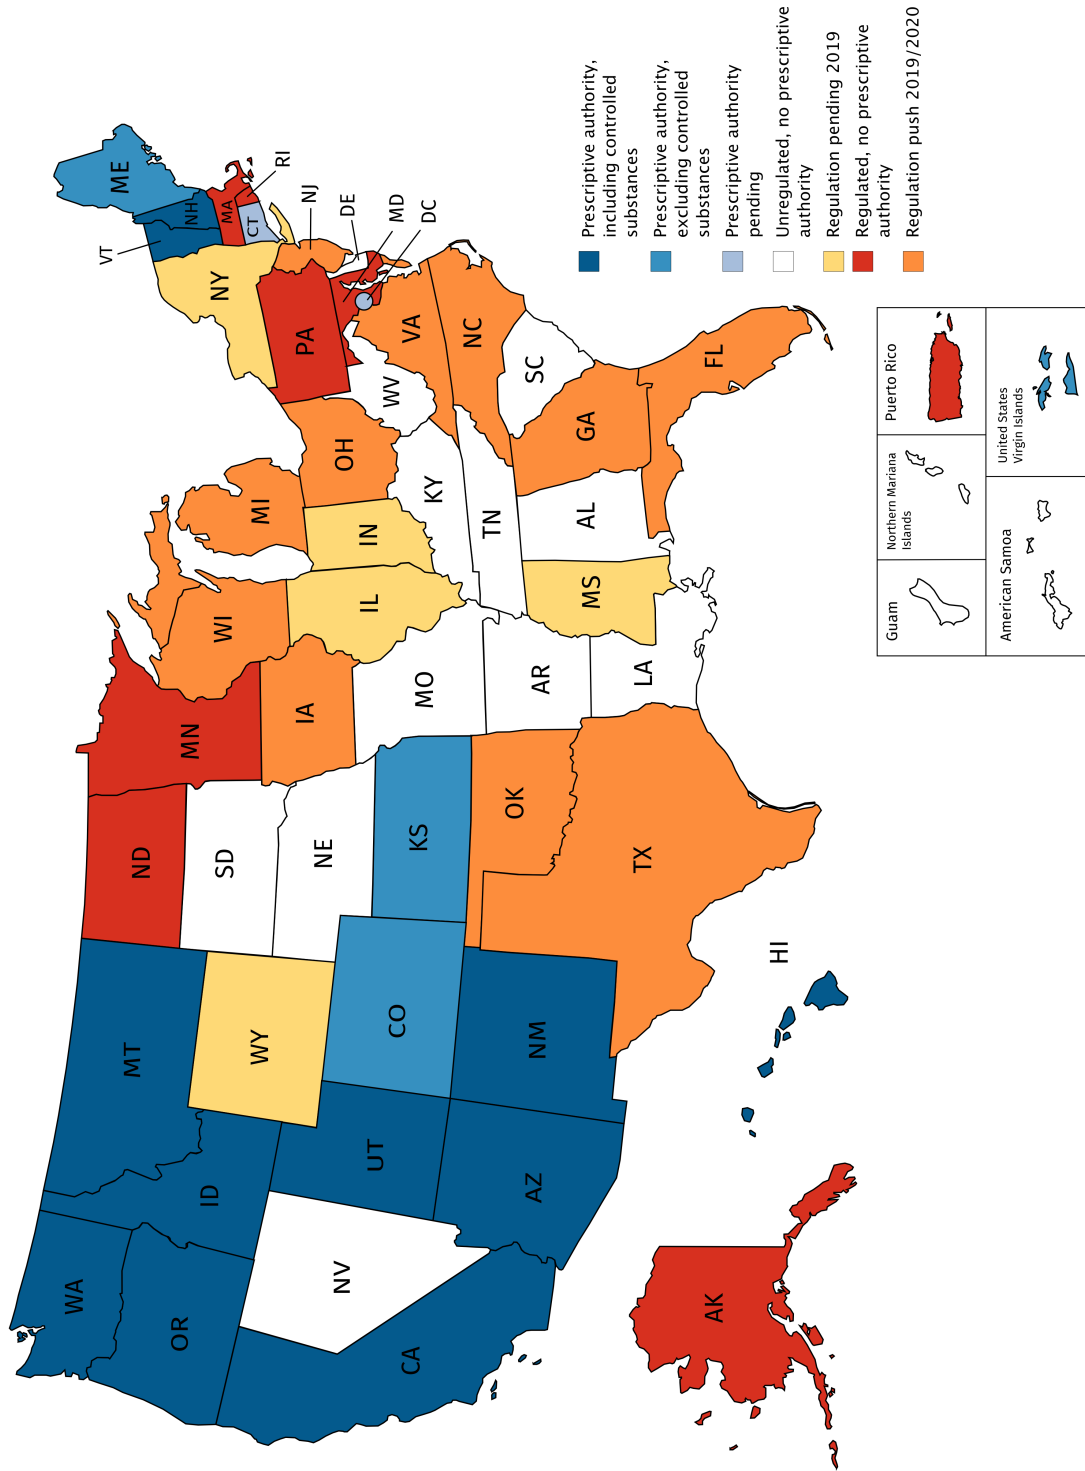 WA
OR
CA
NV
ID
MT
WY
UT
AZ
CO
NM
ND
SD
NE
KS
OK
TX
MN
IA
MO
AR
LA
WI
IL
MS
MI
IN
KY
TN
AL
OH
WV
GA
FL
SC
NC
VA
PA
NY
VT
NH
ME
MA
CT
RI
NJ
DE
MD
DC
AK
HI
Prescriptive authority,
including controlled
substances
Prescriptive authority,
excluding controlled
substances
Prescriptive authority
pending
Unregulated, no prescriptive
authority
Regulation pending 2019
Regulated, no prescriptive
authority
Regulation push 2019/2020
Guam
Northern Mariana
Islands
Puerto Rico
American Samoa
United States
Virgin Islands